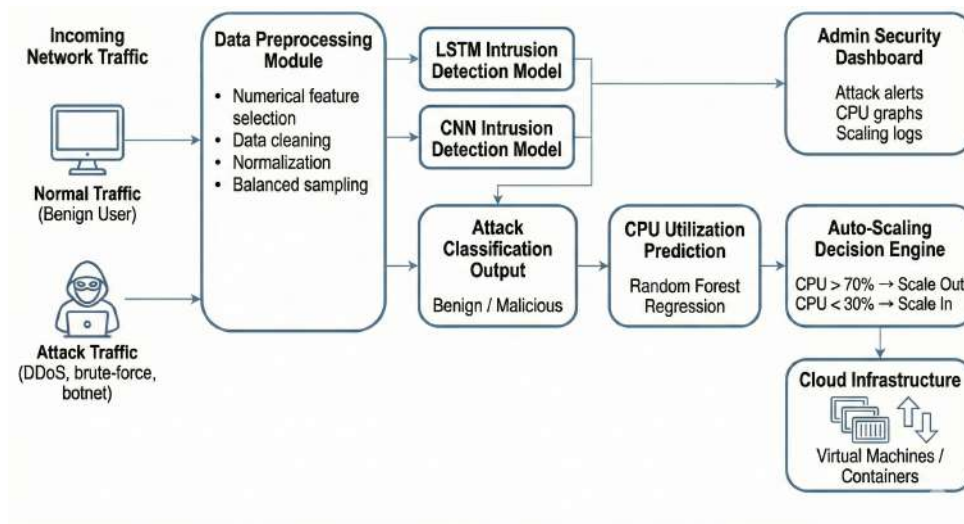 Incoming
Network Traffic
Normal Traffic
(Benign User)
Attack Traffic
(DDoS, brute-force,
botnet)
Data Preprocessing
Module
• Numerical feature
selection
• Data cleaning
• Normalization
• Balanced sampling
LSTM Intrusion
Detection Model
CNN Intrusion
Detection Model
Attack
Classification
Output
Benign / Malicious
CPU Utilization
Prediction
Random Forest
Regression
Admin Security
Dashboard
Attack alerts
CPU graphs
Scaling logs
Auto-Scaling
Decision Engine
CPU > 70% → Scale Out
CPU < 30% → Scale In
Cloud Infrastructure
Virtual Machines /
Containers